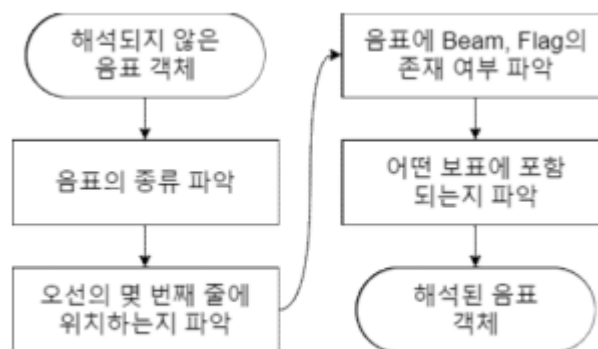 해석되지 않은
음표 객체
음표의 종류 파악
오선의 몇 번째 줄에
위치하는지 파악
음표에 Beam, Flag의
존재 여부 파악
어떤 보표에 포함
되는지 파악
해석된 음표
객체